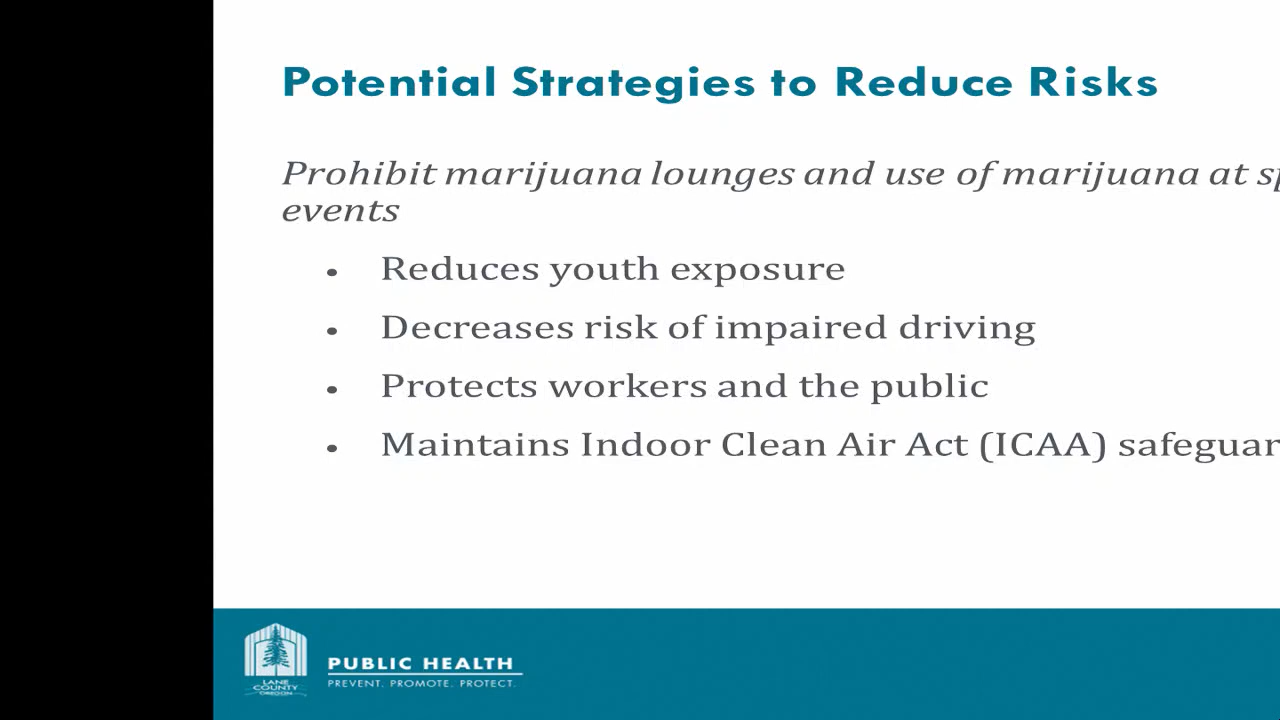 Potential Strategies to Reduce Risks
Prohibit marijuana lounges and use of marijuana at
events
• Reduces youth exposure
• Decreases risk of impaired driving
• Protects workers and the public
• Maintains Indoor Clean Air Act (ICAA)
LANE
COUNTY
OREGON
PUBLIC HEALTH
PREVENT. PROMOTE. PROTECT.